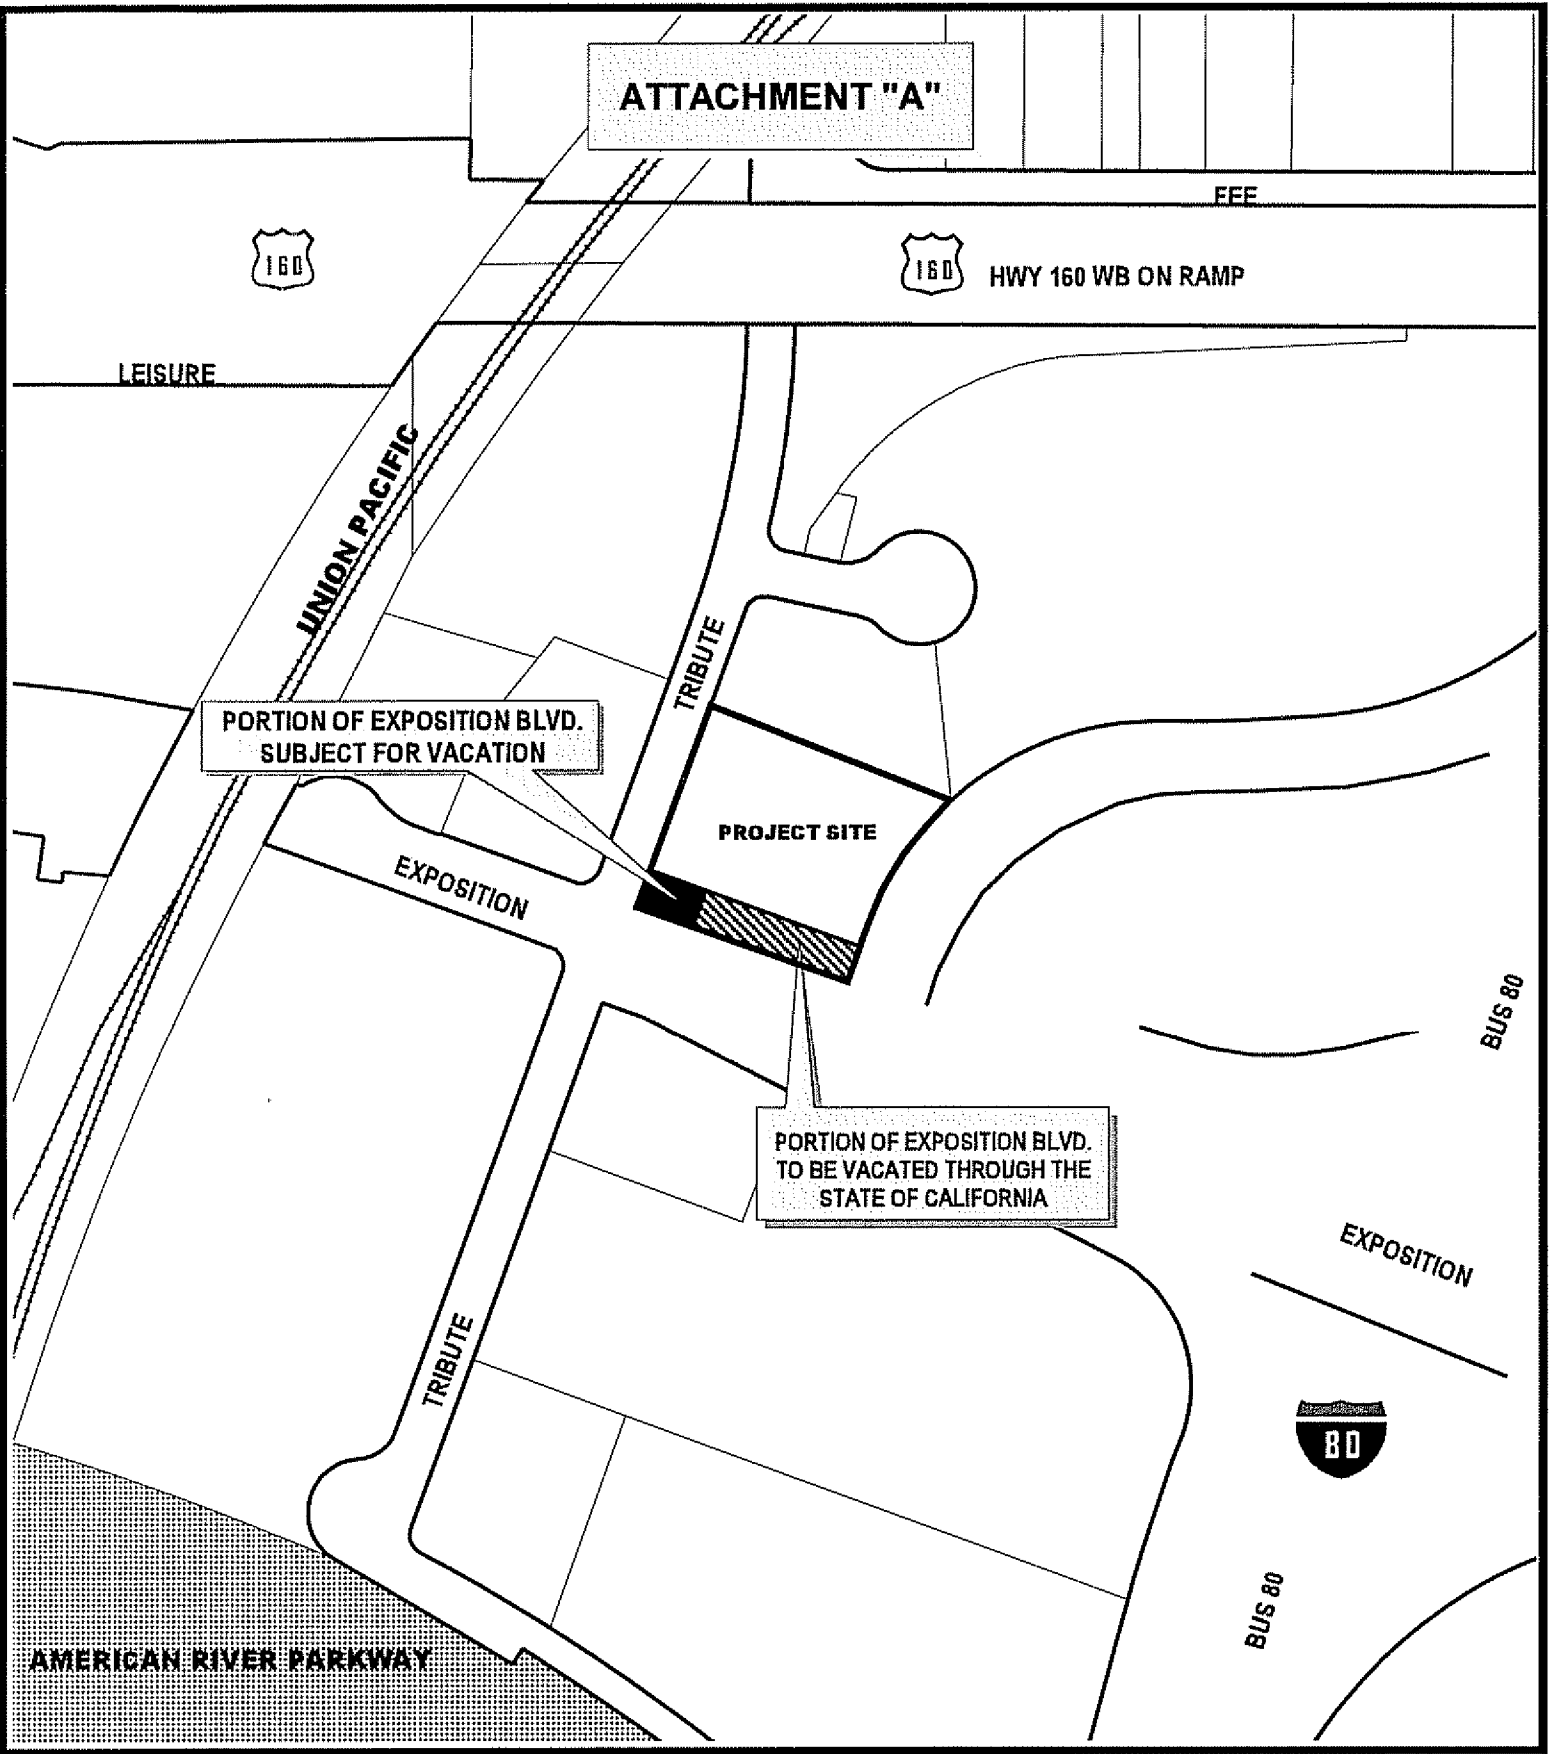 ATTACHMENT "A"
FEE
160
160
HWY 160 WB ON RAMP
LEISURE
UNION PACIFIC
TRIBUTE
PORTION OF EXPOSITION BLVD.
SUBJECT FOR VACATION
PROJECT SITE
EXPOSITION
BUS 80
PORTION OF EXPOSITION BLVD.
TO BE VACATED THROUGH THE
STATE OF CALIFORNIA
EXPOSITION
TRIBUTE
80
BUS 80
AMERICAN RIVER PARKWAY